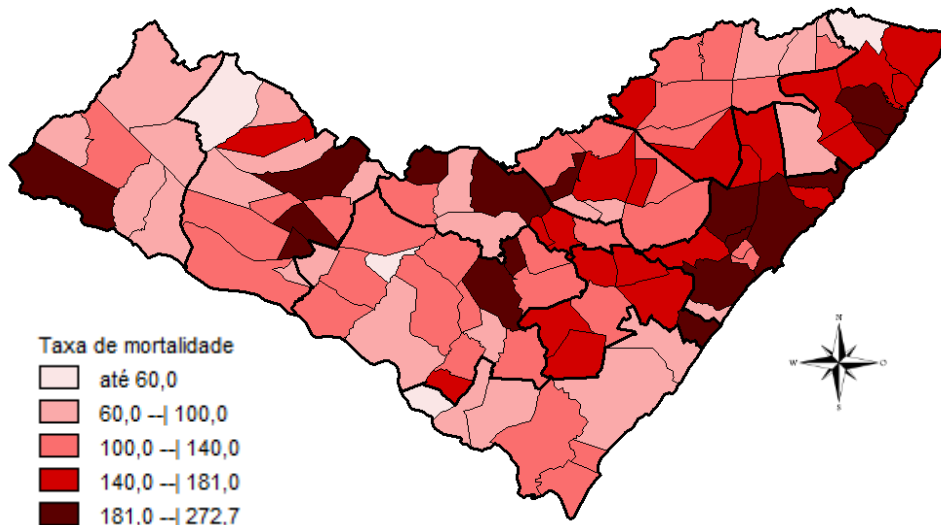 N
W
O
S
Taxa de mortalidade
até 60,0
60,0 --| 100,0
100,0 --| 140,0
140,0 --| 181,0
181,0 --| 272,7